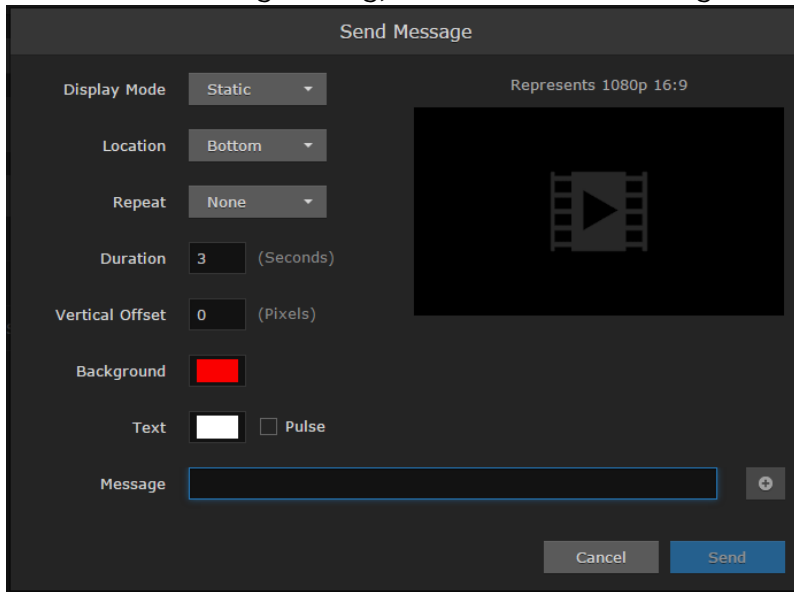 Send Message
Display Mode Static
Represents 1080p 16:9
Location Bottom
Repeat None
Duration 3 (Seconds)
Vertical Offset 0 (Pixels)
Background
Text Pulse
Message
Cancel Send